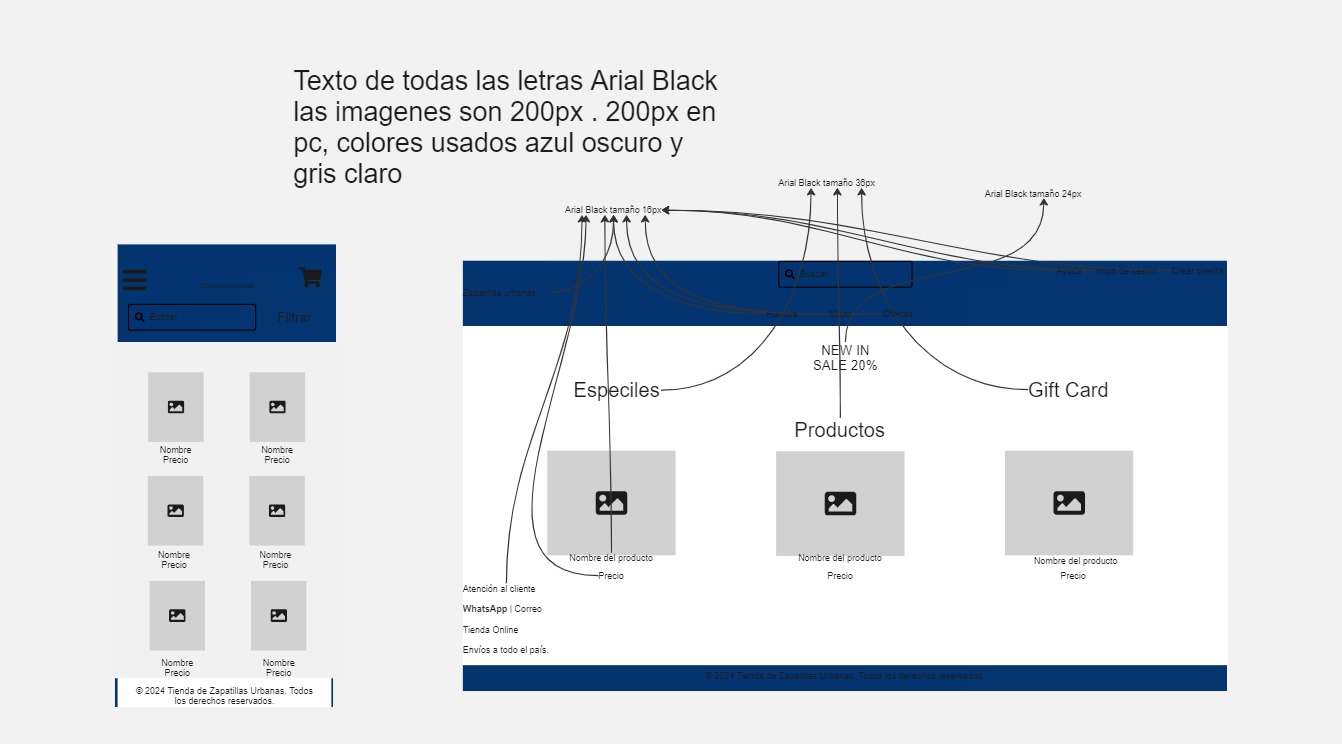 Texto de todas las letras Arial Black
las imagenes son 200px . 200px en
pc, colores usados azul oscuro y
gris claro
Arial Black tamaño 16px
Arial Black tamaño 36px
Arial Black tamaño 24px
Zapatillas urbanas
Buscar
Filtrar
Nombre
Precio
Nombre
Precio
Nombre
Precio
Nombre
Precio
Nombre
Precio
Nombre
Precio
© 2024 Tienda de Zapatillas Urbanas. Todos
los derechos reservados.
Buscar
Ayuda
Inicio de sesión
Crear cuenta
Zapatillas urbanas
Hombre
Mujer
Ofertas
NEW IN
SALE 20%
Especiles
Gift Card
Productos
Nombre del producto
Precio
Nombre del producto
Precio
Nombre del producto
Precio
Atención al cliente
WhatsApp | Correo
Tienda Online
Envíos a todo el país.
© 2024 Tienda de Zapatillas Urbanas. Todos los derechos reservados.